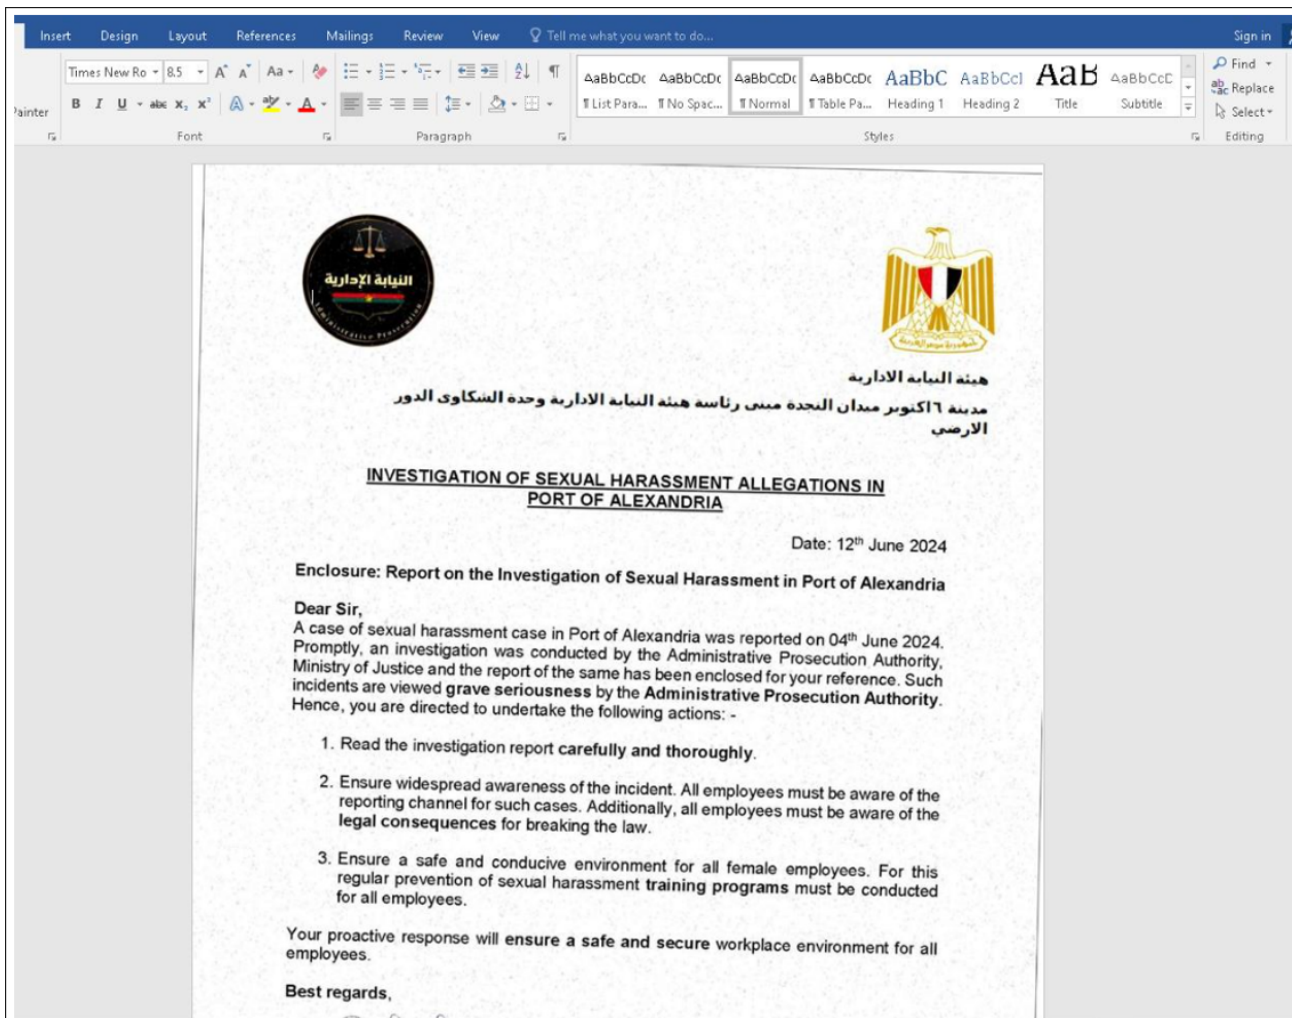 Insert Design Layout References Mailings Review View Tell me what you want to do... Sign in
Times New Ro 8.5 Aa Find
AaBbCcDc AaBbCcDc AaBbCcDc AaBbCcDc AaBbC AaBbCcI AaB AaBbCcD Replace
Painter B I U abc X₂ X² A ¶ List Para... ¶ No Spac... ¶ Normal ¶ Table Pa... Heading 1 Heading 2 Title Subtitle Select
Font Paragraph Styles Editing
النيابة الإدارية
Administrative Prosecution
هيئة النيابة الادارية
مدينة ٦ اكتوبر ميدان النجدة مبنى رئاسة هيئة النيابة الادارية وحدة الشكاوى الدور
الارضي
INVESTIGATION OF SEXUAL HARASSMENT ALLEGATIONS IN
PORT OF ALEXANDRIA
Date: 12th June 2024
Enclosure: Report on the Investigation of Sexual Harassment in Port of Alexandria
Dear Sir,
A case of sexual harassment case in Port of Alexandria was reported on 04th June 2024.
Promptly, an investigation was conducted by the Administrative Prosecution Authority,
Ministry of Justice and the report of the same has been enclosed for your reference. Such
incidents are viewed grave seriousness by the Administrative Prosecution Authority.
Hence, you are directed to undertake the following actions: -
1. Read the investigation report carefully and thoroughly.
2. Ensure widespread awareness of the incident. All employees must be aware of the
reporting channel for such cases. Additionally, all employees must be aware of the
legal consequences for breaking the law.
3. Ensure a safe and conducive environment for all female employees. For this
regular prevention of sexual harassment training programs must be conducted
for all employees.
Your proactive response will ensure a safe and secure workplace environment for all
employees.
Best regards,